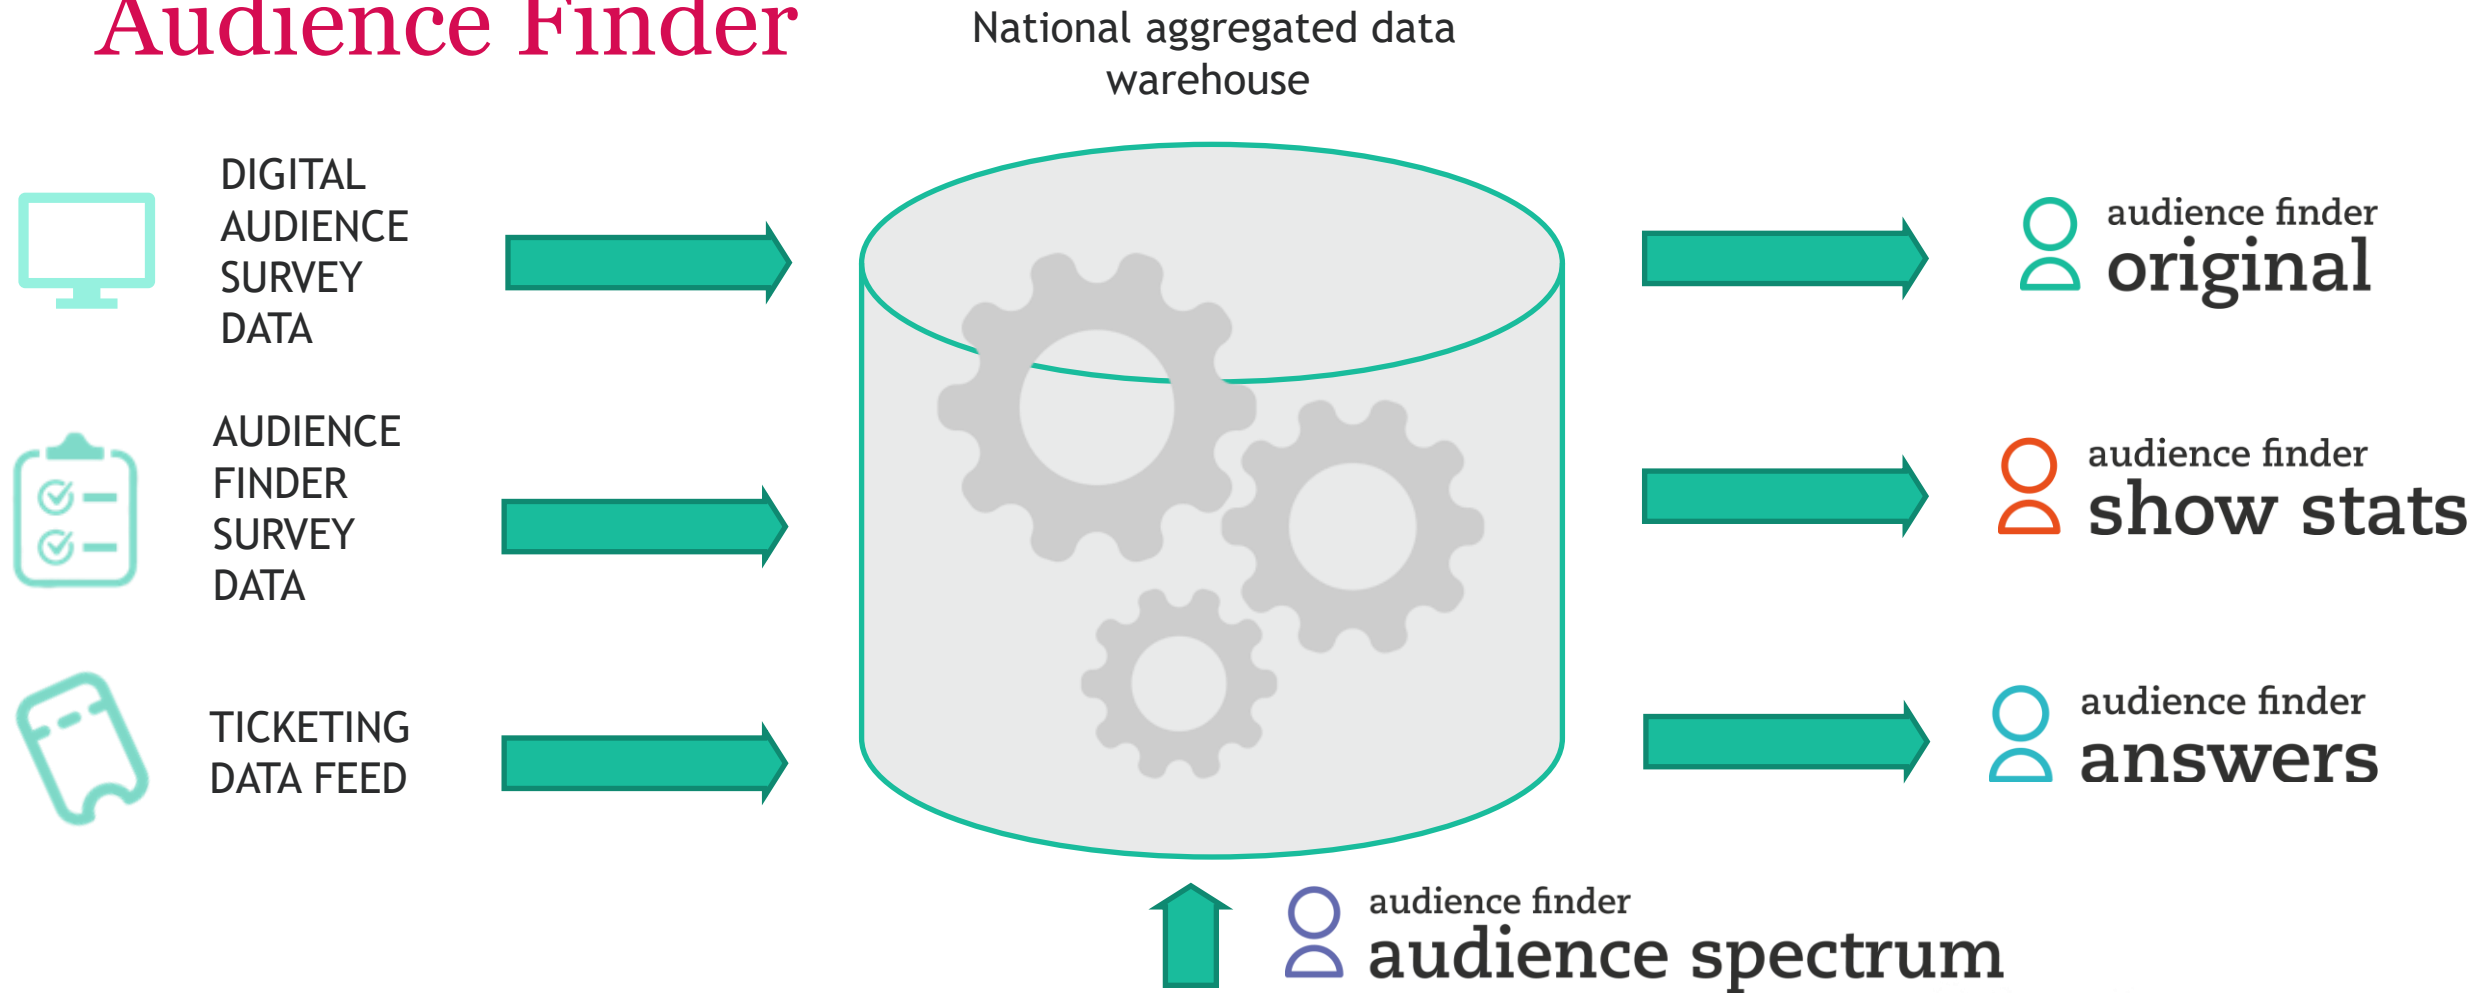 Audience Finder
National aggregated data
warehouse
DIGITAL
AUDIENCE
SURVEY
DATA
AUDIENCE
FINDER
SURVEY
DATA
TICKETING
DATA FEED
audience finder
original
audience finder
show stats
audience finder
answers
audience finder
audience spectrum